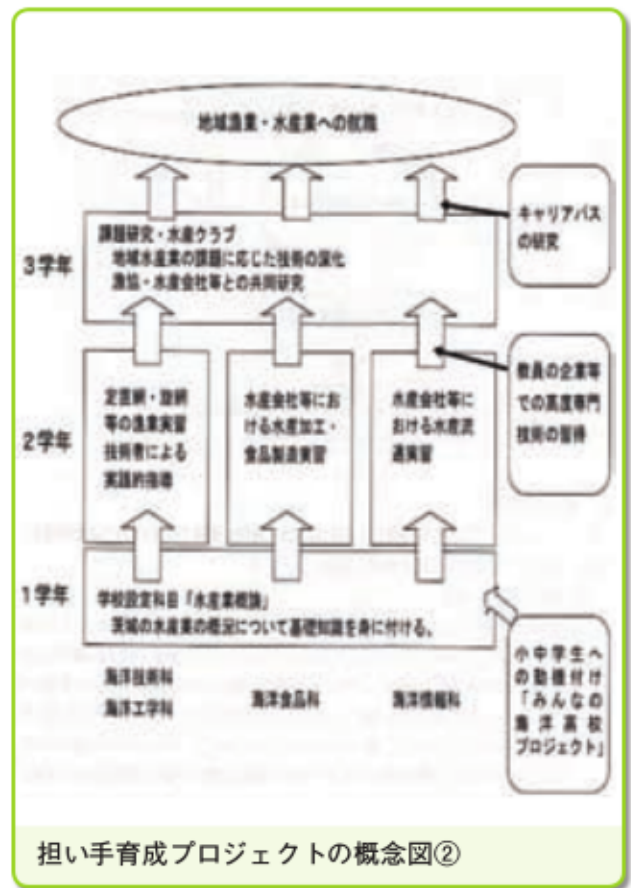 地域漁業・水産業への就職
キャリアパス
の研究
3学年
課題研究・水産クラブ
地域水産業の課題に応じた技術の深化
漁協・水産会社等との共同研究
教員の企業等
での高度専門
技術の習得
2学年
定置網・旋網
等の漁業実習
技術者による
実践的指導
水産会社等にお
ける水産加工・
食品製造実習
水産会社等に
おける水産流
通実習
1学年
学校設定科目「水産業概論」
茨城の水産業の概況について基礎知識を身に付ける。
小中学生へ
の動機付け
「みんなの
海洋高校
プロジェクト」
海洋技術科
海洋工学科
海洋食品科
海洋情報科
担い手育成プロジェクトの概念図②